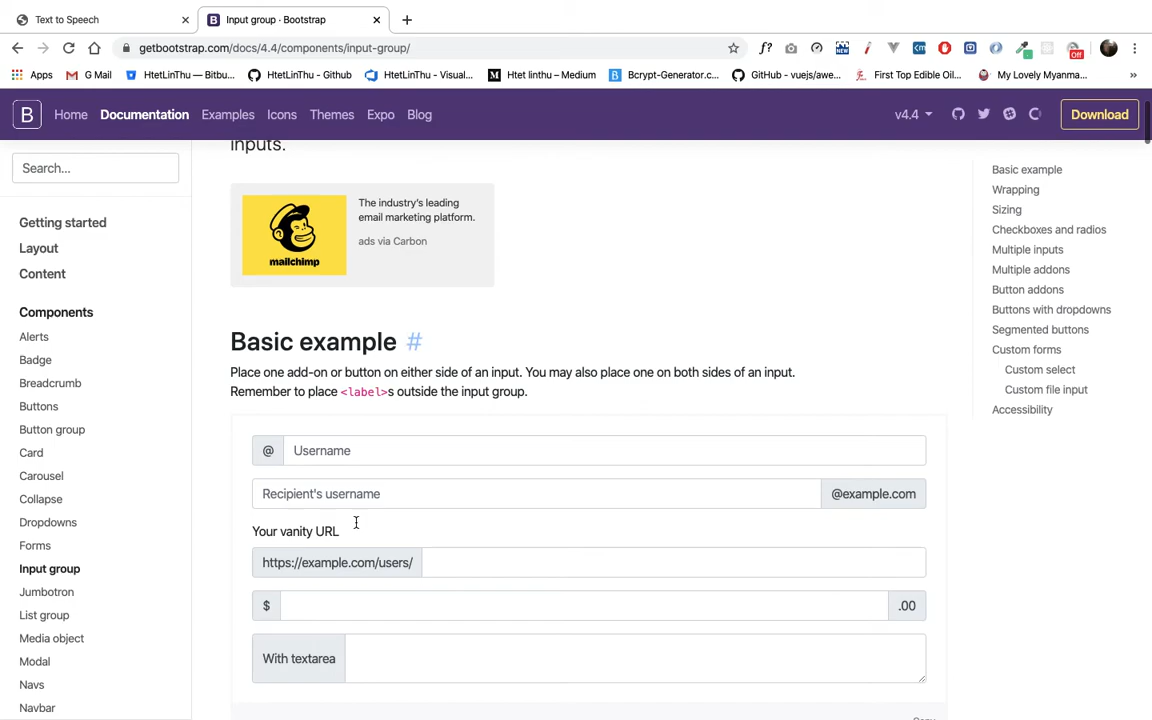 Text to Speech
Input group · Bootstrap
getbootstrap.com/docs/4.4/components/input-group/
Apps
G Mail
HtetLinThu — Bitbu...
HtetLinThu - Github
HtetLinThu - Visual...
Htet linthu – Medium
Bcrypt-Generator.c...
GitHub - vuejs/awe...
First Top Edible Oil...
My Lovely Myanma...
Off
B
Home
Documentation
Examples
Icons
Themes
Expo
Blog
v4.4
Download
Search...
Getting started
Layout
Content
Components
Alerts
Badge
Breadcrumb
Buttons
Button group
Card
Carousel
Collapse
Dropdowns
Forms
Input group
Jumbotron
List group
Media object
Modal
Navs
Navbar
inputs.
mailchimp
The industry's leading
email marketing platform.
ads via Carbon
Basic example #
Place one add-on or button on either side of an input. You may also place one on both sides of an input.
Remember to place <label>s outside the input group.
@ Username
Recipient's username @example.com
Your vanity URL
https://example.com/users/
$ .00
With textarea
Basic example
Wrapping
Sizing
Checkboxes and radios
Multiple inputs
Multiple addons
Button addons
Buttons with dropdowns
Segmented buttons
Custom forms
Custom select
Custom file input
Accessibility